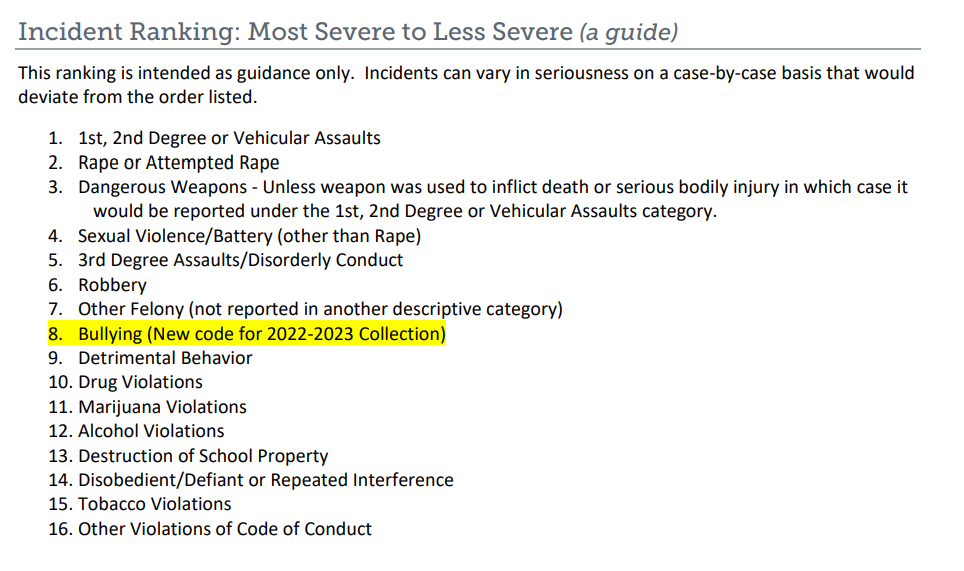 Incident Ranking: Most Severe to Less Severe (a guide)
This ranking is intended as guidance only.  Incidents can vary in seriousness on a case-by-case basis that would
deviate from the order listed.
1. 1st, 2nd Degree or Vehicular Assaults
2. Rape or Attempted Rape
3. Dangerous Weapons - Unless weapon was used to inflict death or serious bodily injury in which case it
would be reported under the 1st, 2nd Degree or Vehicular Assaults category.
4. Sexual Violence/Battery (other than Rape)
5. 3rd Degree Assaults/Disorderly Conduct
6. Robbery
7. Other Felony (not reported in another descriptive category)
8. Bullying (New code for 2022-2023 Collection)
9. Detrimental Behavior
10. Drug Violations
11. Marijuana Violations
12. Alcohol Violations
13. Destruction of School Property
14. Disobedient/Defiant or Repeated Interference
15. Tobacco Violations
16. Other Violations of Code of Conduct